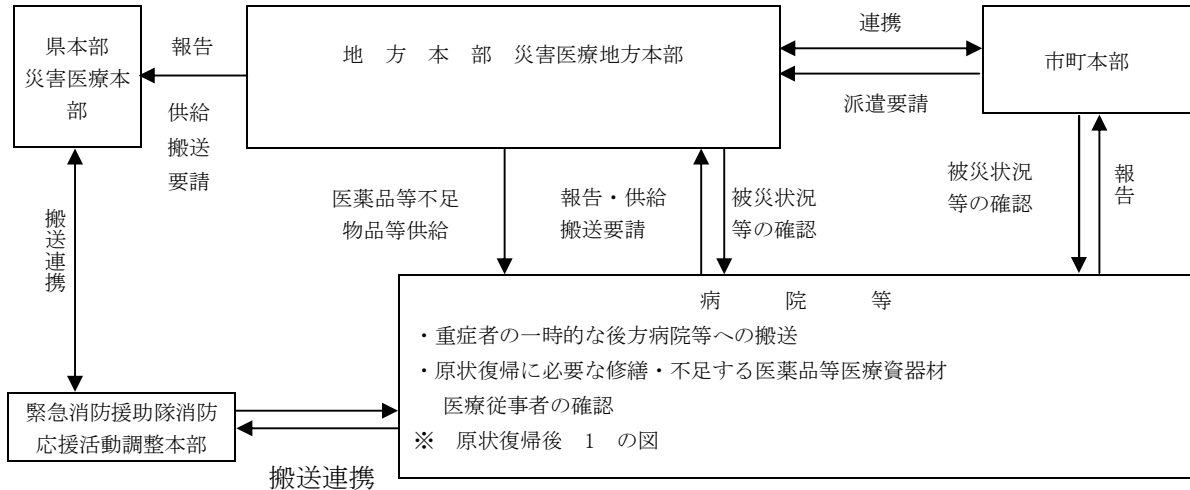 県本部
災害医療本
部
報告
供給
搬送
要請
地　方　本　部　災害医療地方本部
連携
派遣要請
市町本部
医薬品等不足
物品等供給
報告・供給
搬送要請
被災状況
等の確認
被災状況
等の確認
報告
搬送連携
病　　院　　等
・重症者の一時的な後方病院等への搬送
・原状復帰に必要な修繕・不足する医薬品等医療資器材
医療従事者の確認
※　原状復帰後　1　の図
緊急消防援助隊消防
応援活動調整本部
搬送連携